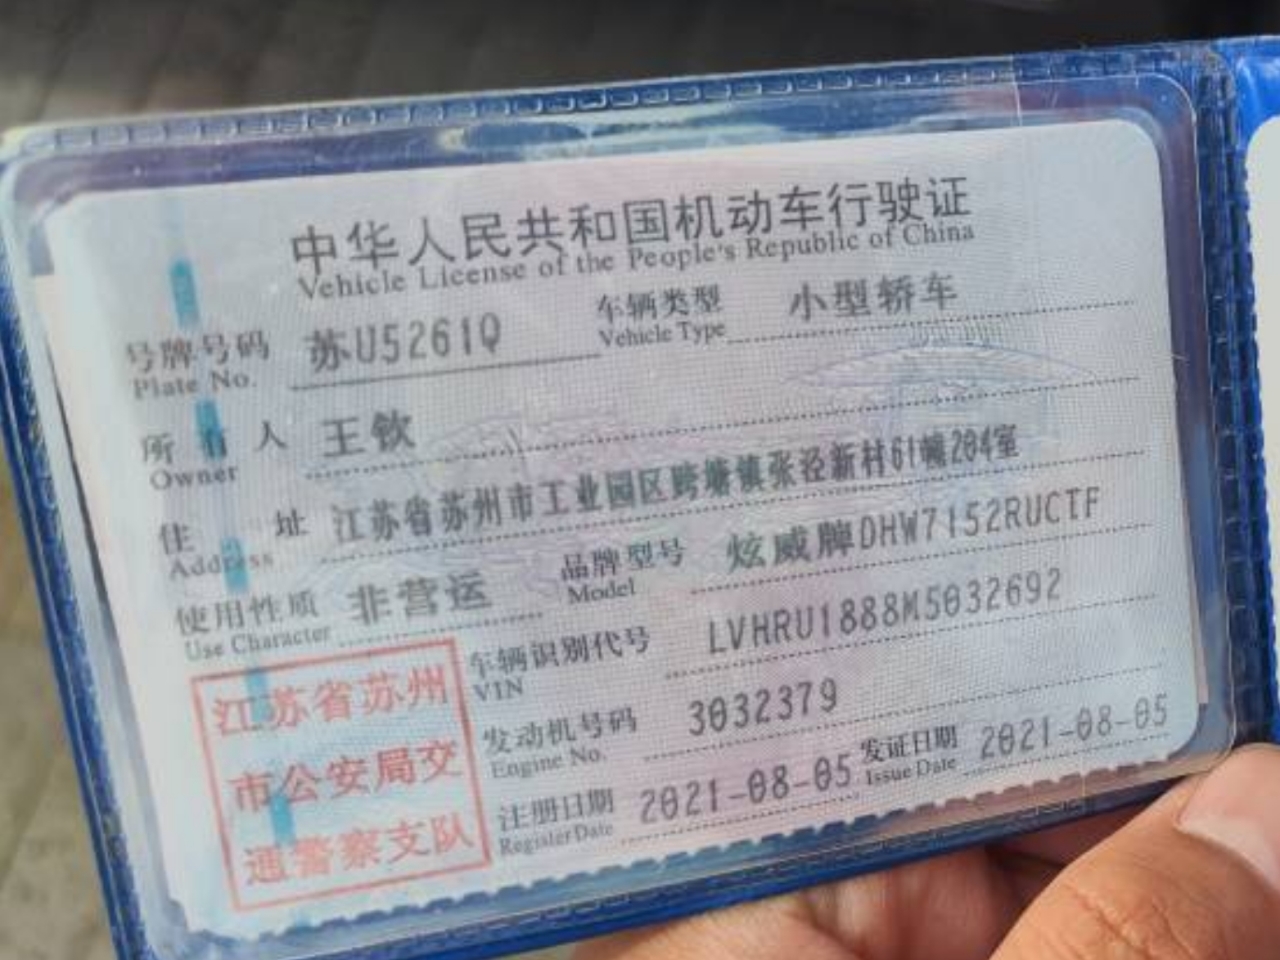 中华人民共和国机动车行驶证
Vehicle License of the People's Republic of China
号牌号码 苏U5261Q 车辆类型 小型轿车
Plate No. Vehicle Type
所有人 王钦
Owner
住址 江苏省苏州市工业园区跨塘镇张泾新村61幢204室
Address
使用性质 非营运 品牌型号 炫威牌DHW7152RUCTF
Use Character Model
车辆识别代号 LVHRU1888M5032692
VIN
发动机号码 3032379
Engine No.
注册日期 2021-08-05 发证日期 2021-08-05
Register Date Issue Date
江苏省苏州
市公安局交
通警察支队